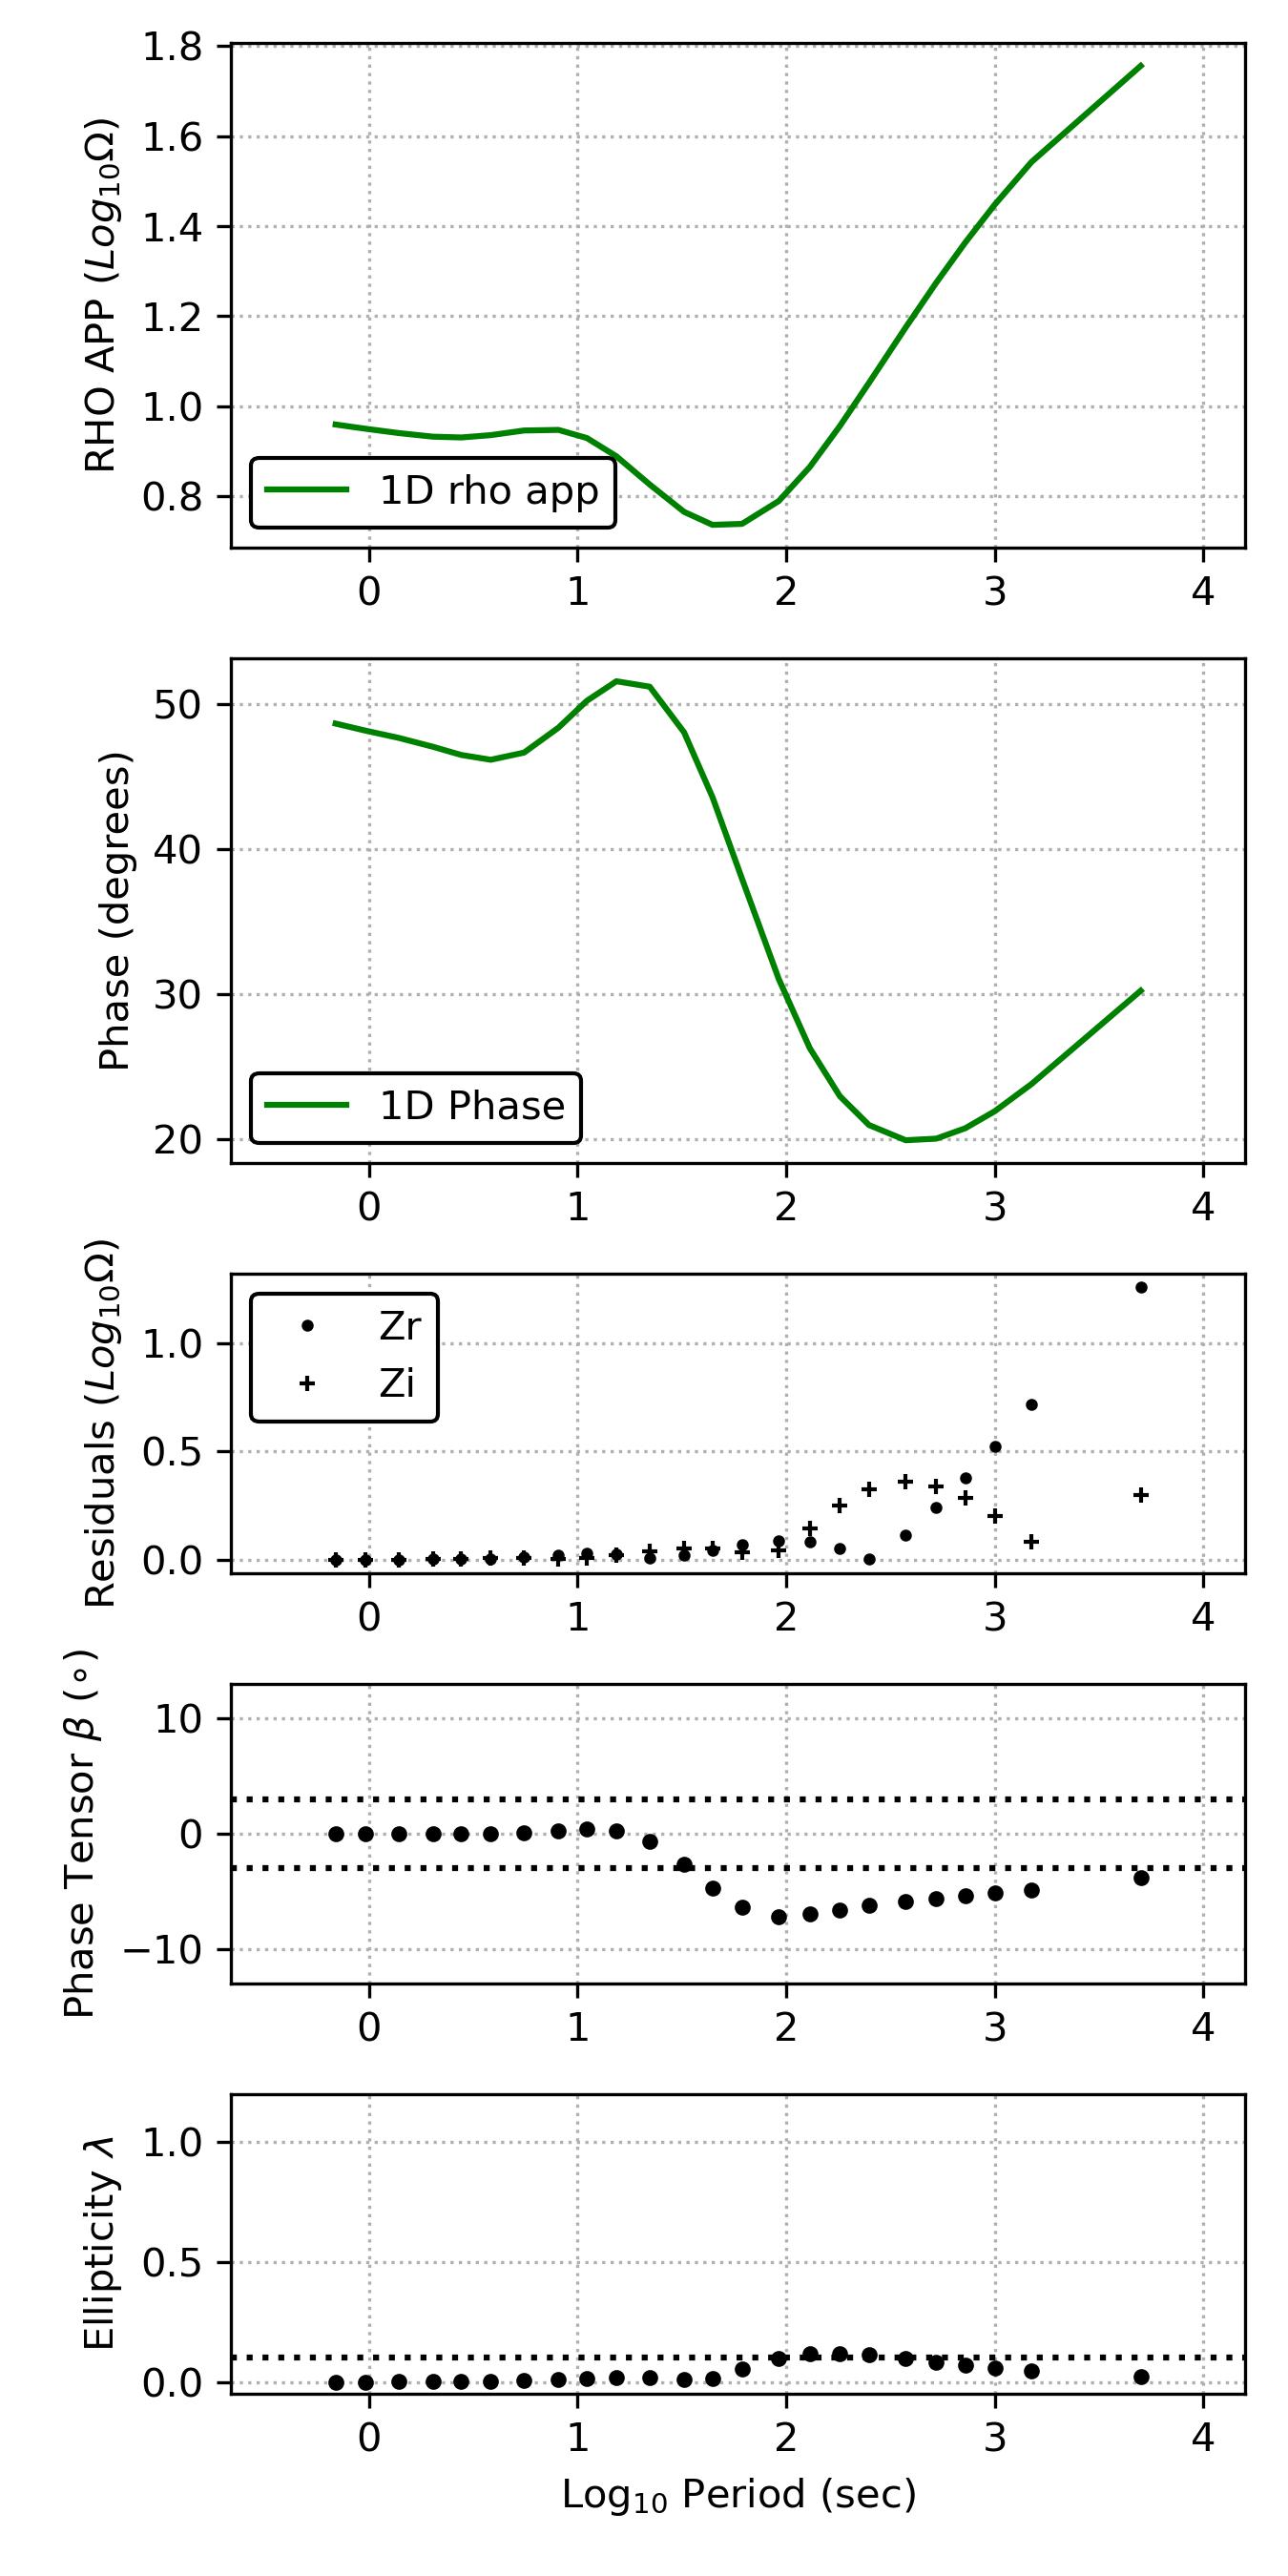 RHO APP (Log₁₀Ω)
1.8
1.6
1.4
1.2
1.0
0.8
1D rho app
0 1 2 3 4
Phase (degrees)
50
40
30
20
1D Phase
0 1 2 3 4
Residuals (Log₁₀Ω)
1.0
0.5
0.0
Zr
Zi
0 1 2 3 4
Phase Tensor β (∘)
10
0
−10
0 1 2 3 4
Ellipticity λ
1.0
0.5
0.0
0 1 2 3 4
Log₁₀ Period (sec)